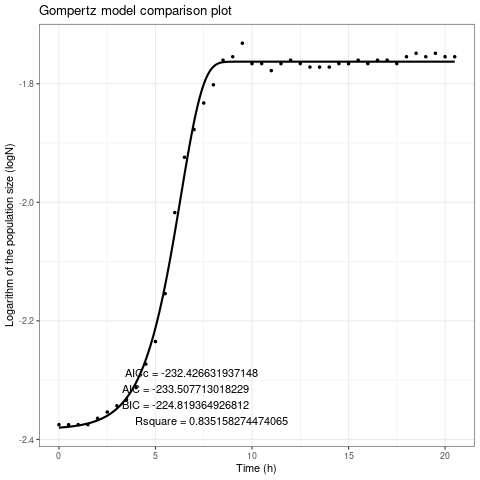 Gompertz model comparison plot
Logarithm of the population size (logN)
-1.8
-2.0
-2.2
-2.4
AICc = -232.426631937148
AIC = -233.507713018229
BIC = -224.819364926812
Rsquare = 0.835158274474065
0
5
10
15
20
Time (h)